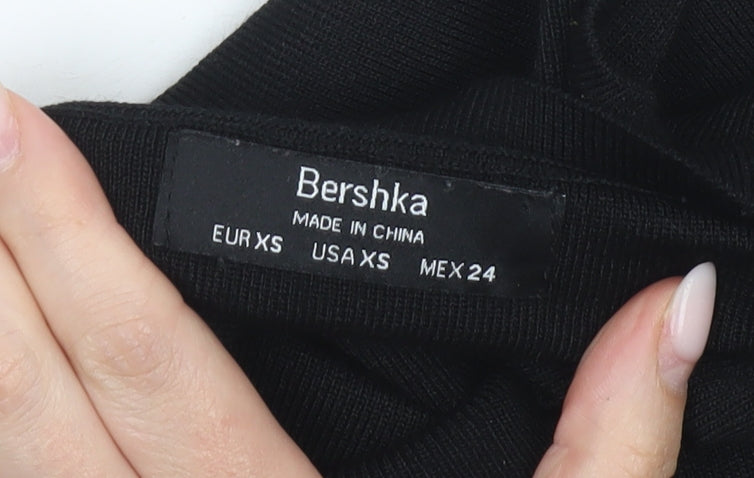 Bershka
MADE IN CHINA
EUR XS USA XS MEX 24